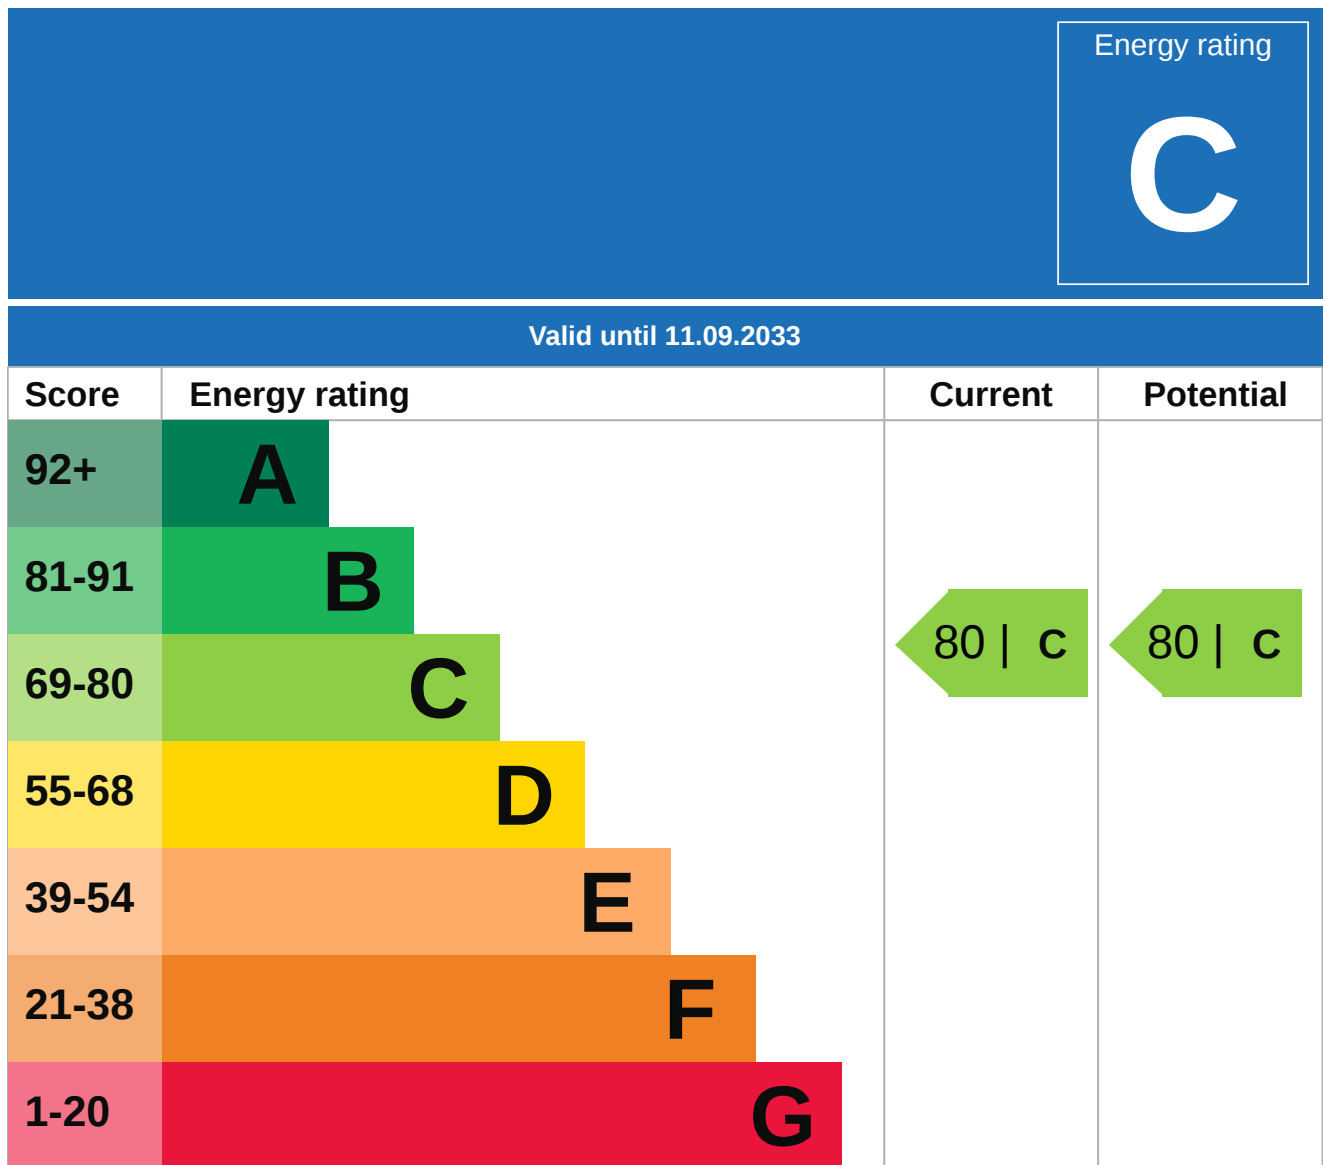 Energy rating
C
Valid until 11.09.2033
Score Energy rating Current Potential
92+ A
81-91 B
69-80 C 80 | C 80 | C
55-68 D
39-54 E
21-38 F
1-20 G